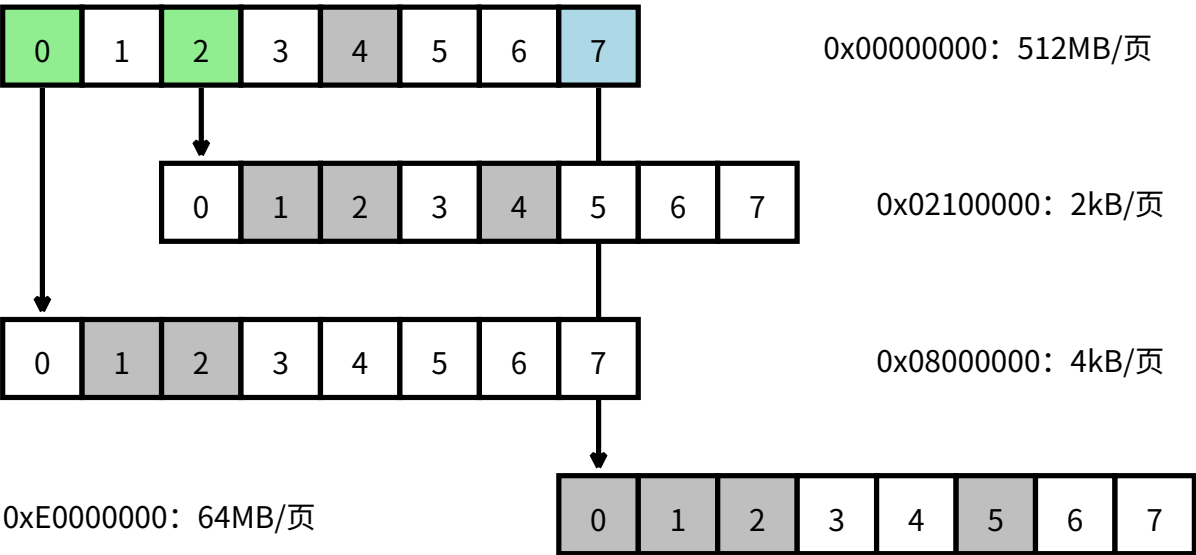 0 1 2 3 4 5 6 7 0x00000000：512MB/页
0 1 2 3 4 5 6 7 0x02100000：2kB/页
0 1 2 3 4 5 6 7 0x08000000：4kB/页
0xE0000000：64MB/页 0 1 2 3 4 5 6 7